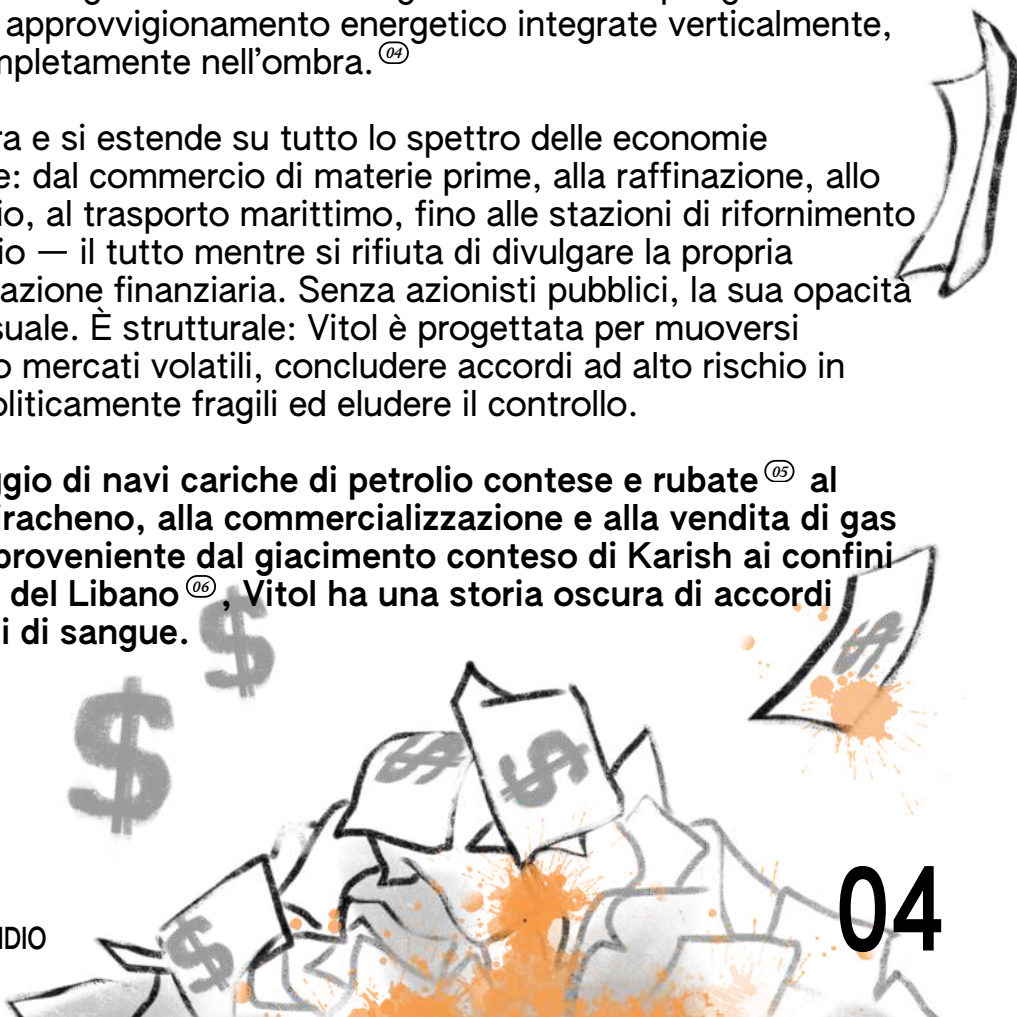 approvvigionamento energetico integrate verticalmente,
mpletamente nell'ombra. 04
ra e si estende su tutto lo spettro delle economie
e: dal commercio di materie prime, alla raffinazione, allo
io, al trasporto marittimo, fino alle stazioni di rifornimento
io — il tutto mentre si rifiuta di divulgare la propria
azione finanziaria. Senza azionisti pubblici, la sua opacità
suale. È strutturale: Vitol è progettata per muoversi
o mercati volatili, concludere accordi ad alto rischio in
oliticamente fragili ed eludere il controllo.
ggio di navi cariche di petrolio contese e rubate 05 al
iracheno, alla commercializzazione e alla vendita di gas
proveniente dal giacimento conteso di Karish ai confini
del Libano 06, Vitol ha una storia oscura di accordi
i di sangue.
$
$
$
$
$
$
04
IDIO